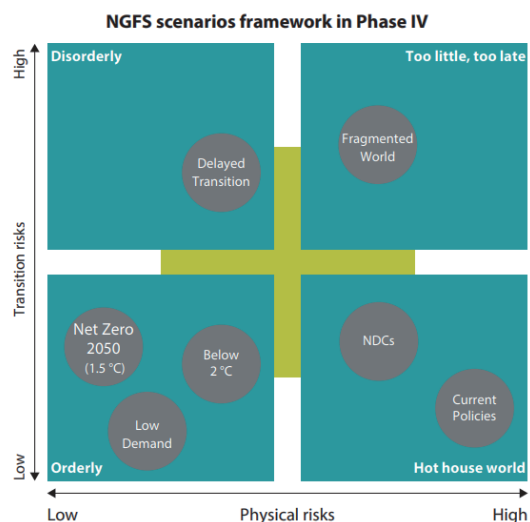 NGFS scenarios framework in Phase IV
High
Transition risks
Low
Disorderly
Too little, too late
Delayed
Transition
Fragmented
World
Net Zero
2050
(1.5 °C)
Below
2 °C
Low
Demand
NDCs
Current
Policies
Orderly
Hot house world
Low
Physical risks
High